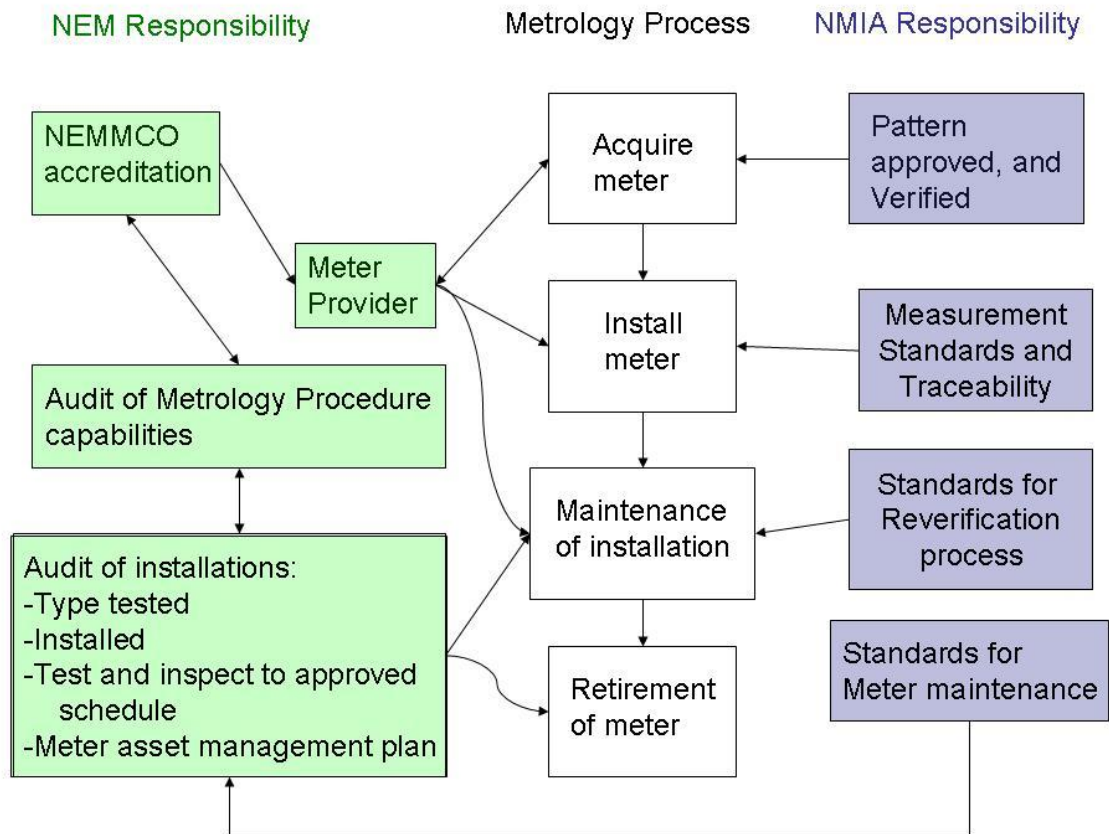 NEM Responsibility
Metrology Process
NMIA Responsibility
NEMMCO
accreditation
Acquire
meter
Pattern
approved, and
Verified
Meter
Provider
Install
meter
Measurement
Standards and
Traceability
Audit of Metrology Procedure
capabilities
Maintenance
of installation
Standards for
Reverification
process
Audit of installations:
-Type tested
-Installed
-Test and inspect to approved
schedule
-Meter asset management plan
Retirement
of meter
Standards for
Meter maintenance